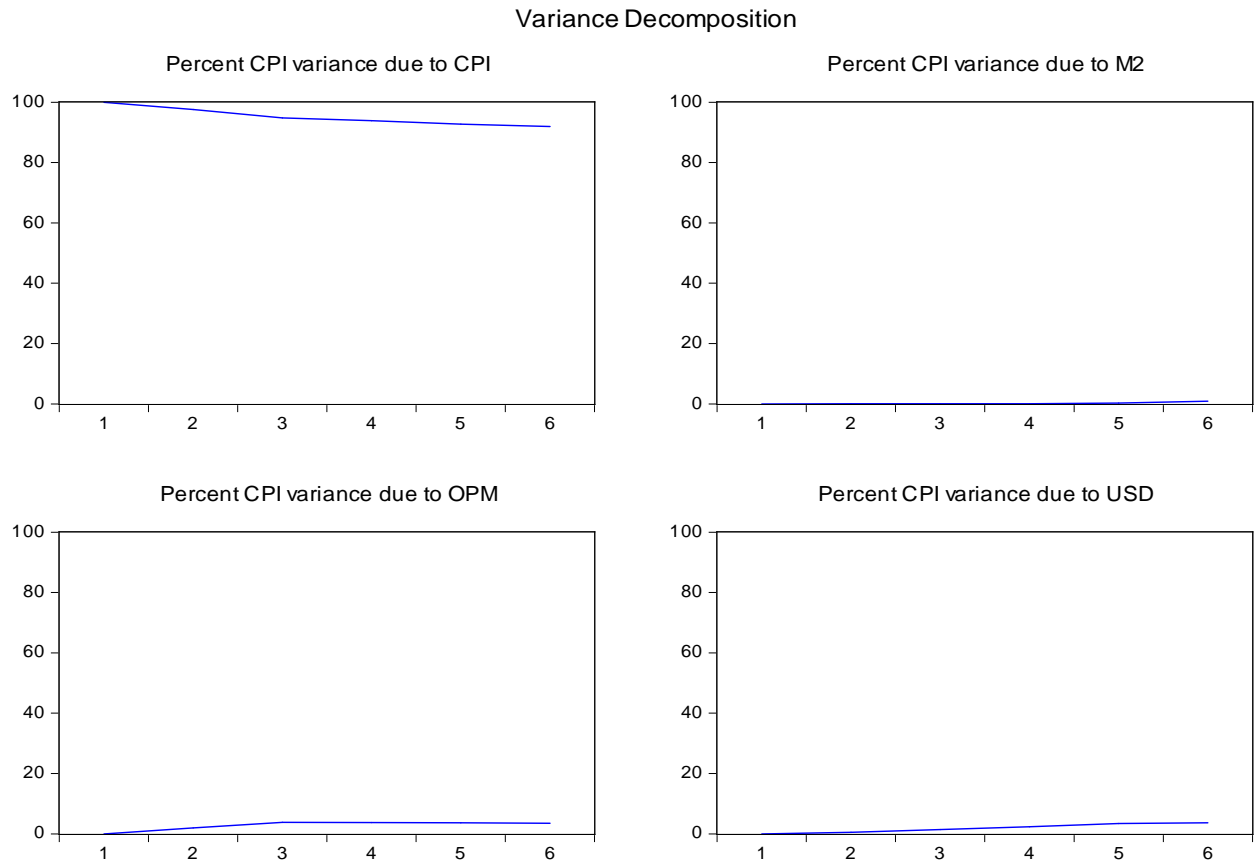 Variance Decomposition
Percent CPI variance due to CPI
100
80
60
40
20
0
1 2 3 4 5 6
Percent CPI variance due to M2
100
80
60
40
20
0
1 2 3 4 5 6
Percent CPI variance due to OPM
100
80
60
40
20
0
1 2 3 4 5 6
Percent CPI variance due to USD
100
80
60
40
20
0
1 2 3 4 5 6